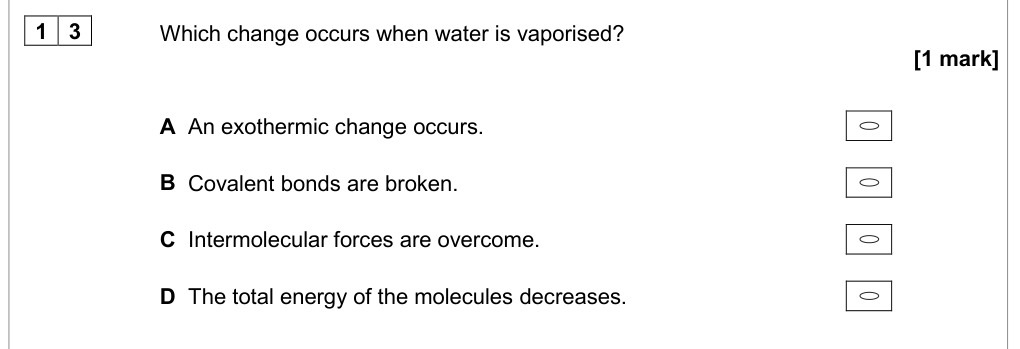 1 3 Which change occurs when water is vaporised?
[1 mark]
A An exothermic change occurs.
B Covalent bonds are broken.
C Intermolecular forces are overcome.
D The total energy of the molecules decreases.